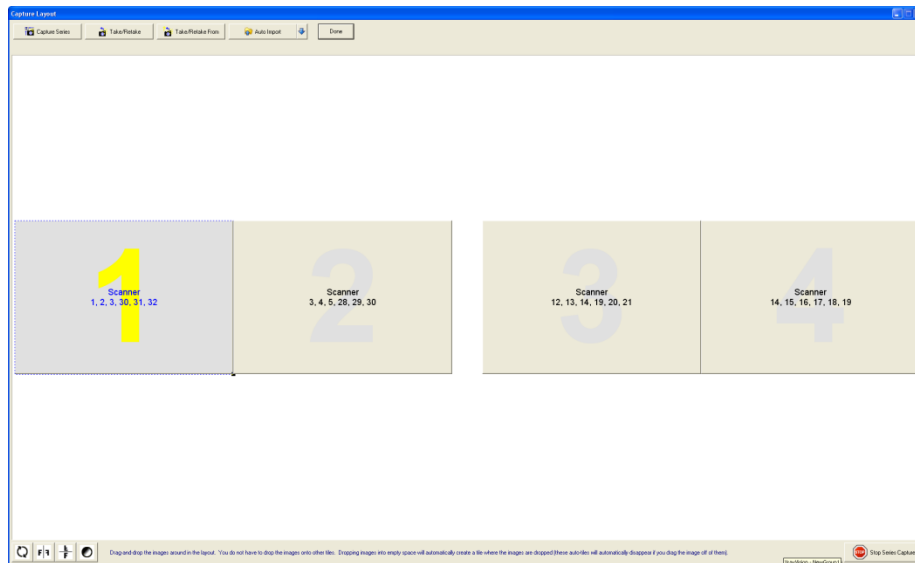 Capture Layout
Capture Series
Take/Retake
Take/Retake From
Auto Import
Done
1
Scanner
1, 2, 3, 30, 31, 32
2
Scanner
3, 4, 5, 28, 29, 30
3
Scanner
12, 13, 14, 19, 20, 21
4
Scanner
14, 15, 16, 17, 18, 19
Drag and drop the images around in the layout. You do not have to drop the images onto other tiles. Dropping images into empty space will automatically create a tile where the images are dropped (these auto-tiles will automatically disappear if you drag the image off of them).
STOP
Stop Series Capture